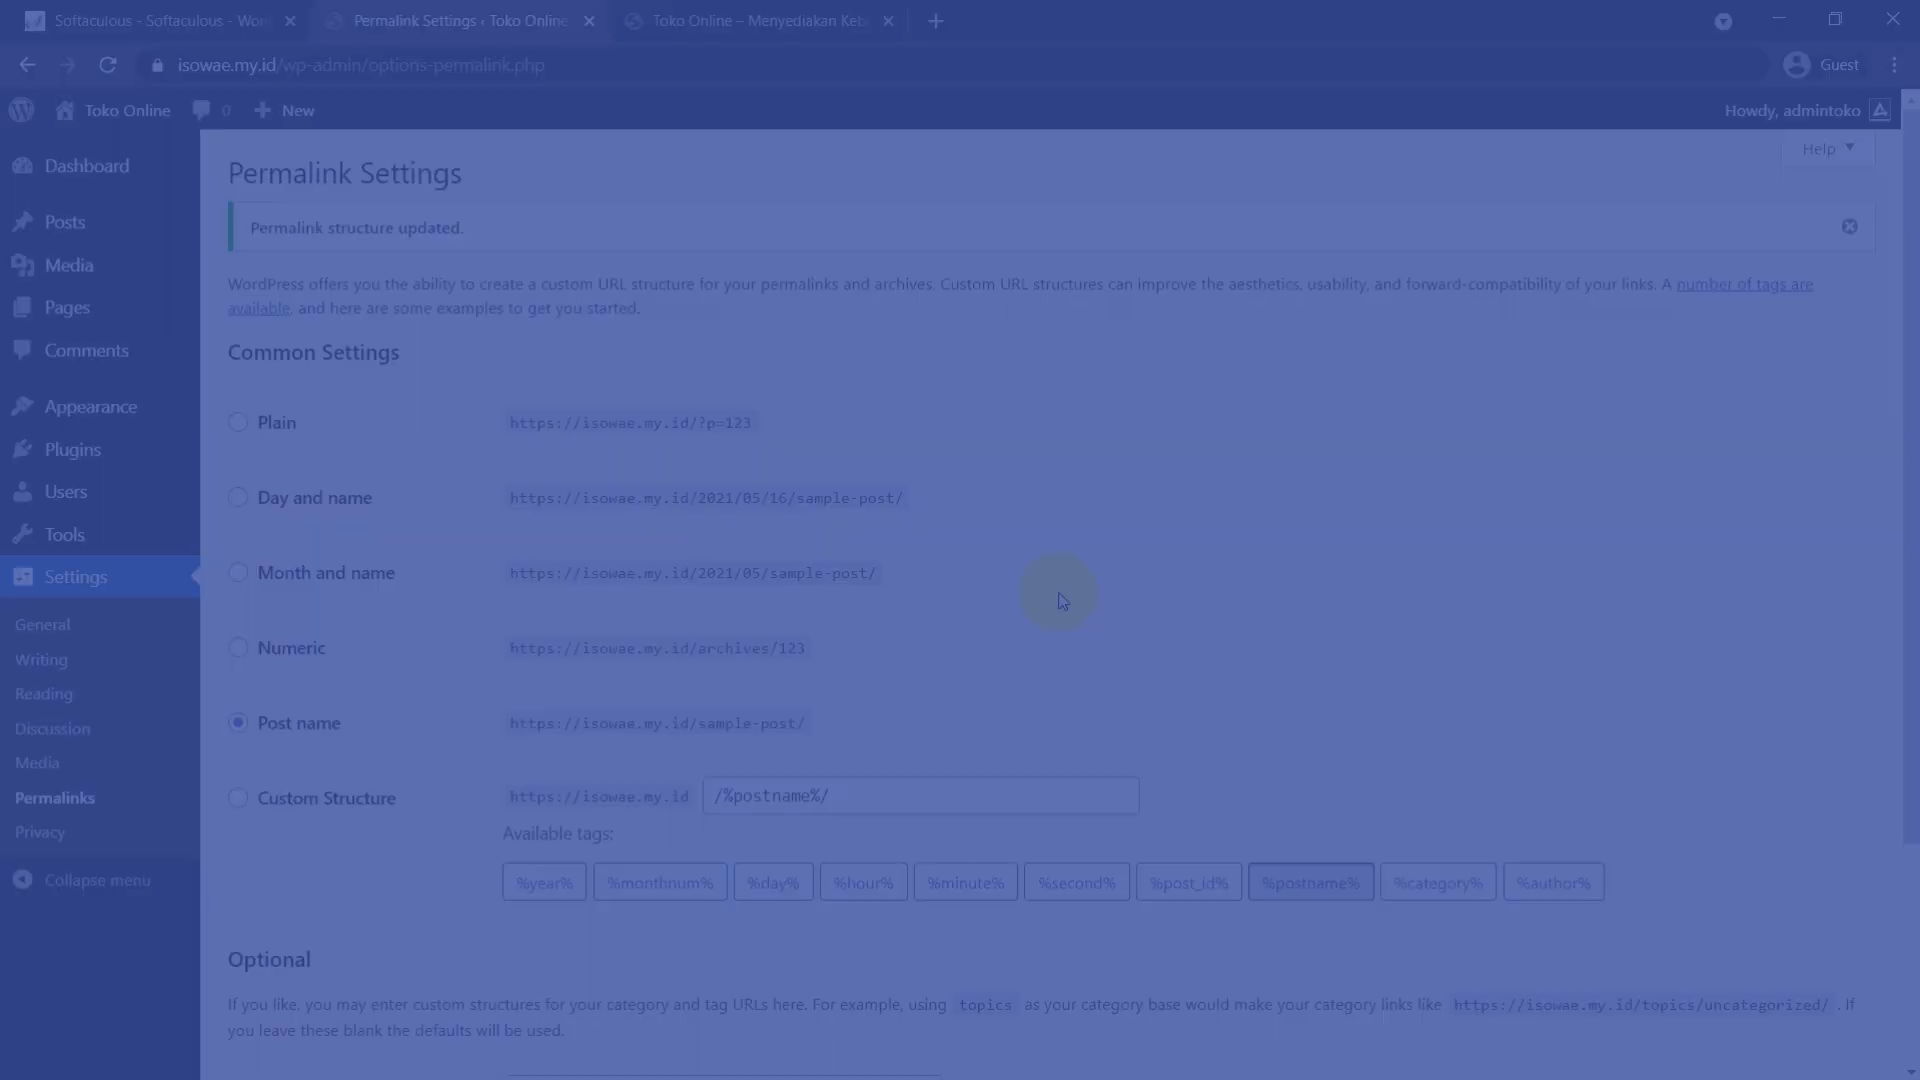 Softaculous - Softaculous - Wor
Permalink Settings ‹ Toko Online
Toko Online – Menyediakan Keb
isowae.my.id/wp-admin/options-permalink.php
Guest
Toko Online
0
New
Howdy, admintoko
Dashboard
Posts
Media
Pages
Comments
Appearance
Plugins
Users
Tools
Settings
General
Writing
Reading
Discussion
Media
Permalinks
Privacy
Collapse menu
Help
Permalink Settings
Permalink structure updated.
WordPress offers you the ability to create a custom URL structure for your permalinks and archives. Custom URL structures can improve the aesthetics, usability, and forward-compatibility of your links. A number of tags are
available, and here are some examples to get you started.
Common Settings
Plain https://isowae.my.id/?p=123
Day and name https://isowae.my.id/2021/05/16/sample-post/
Month and name https://isowae.my.id/2021/05/sample-post/
Numeric https://isowae.my.id/archives/123
Post name https://isowae.my.id/sample-post/
Custom Structure https://isowae.my.id /%postname%/
Available tags:
%year% %monthnum% %day% %hour% %minute% %second% %post_id% %postname% %category% %author%
Optional
If you like, you may enter custom structures for your category and tag URLs here. For example, using topics as your category base would make your category links like https://isowae.my.id/topics/uncategorized/ . If
you leave these blank the defaults will be used.